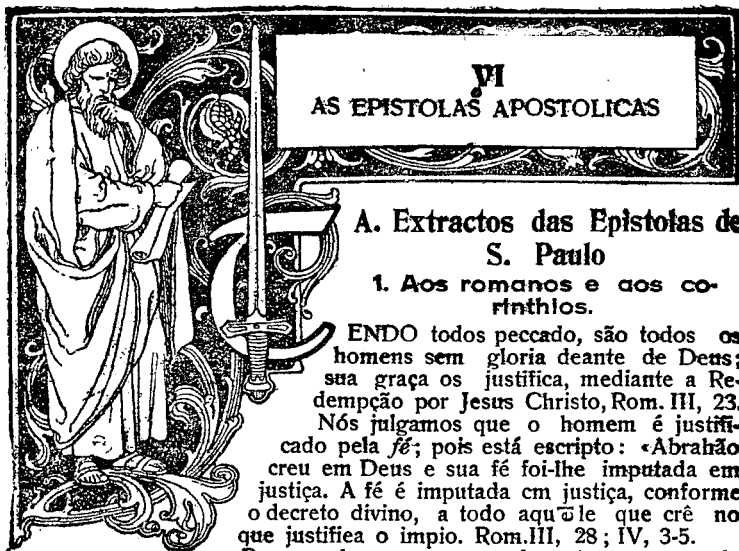 VI
AS EPISTOLAS APOSTOLICAS
A. Extractos das Epistolas de
S. Paulo
1. Aos romanos e aos co-
rinthios.
TENDO todos peccado, são todos os
homens sem gloria deante de Deus;
sua graça os justifica, mediante a Re-
dempção por Jesus Christo, Rom. III, 23.
Nós julgamos que o homem é justifi-
cado pela fé; pois está escripto: «Abrahão
creu em Deus e sua fé foi-lhe imputada em
justiça. A fé é imputada em justiça, conforme
o decreto divino, a todo aquele que crê no
que justifica o impio. Rom.III, 28; IV, 3-5.